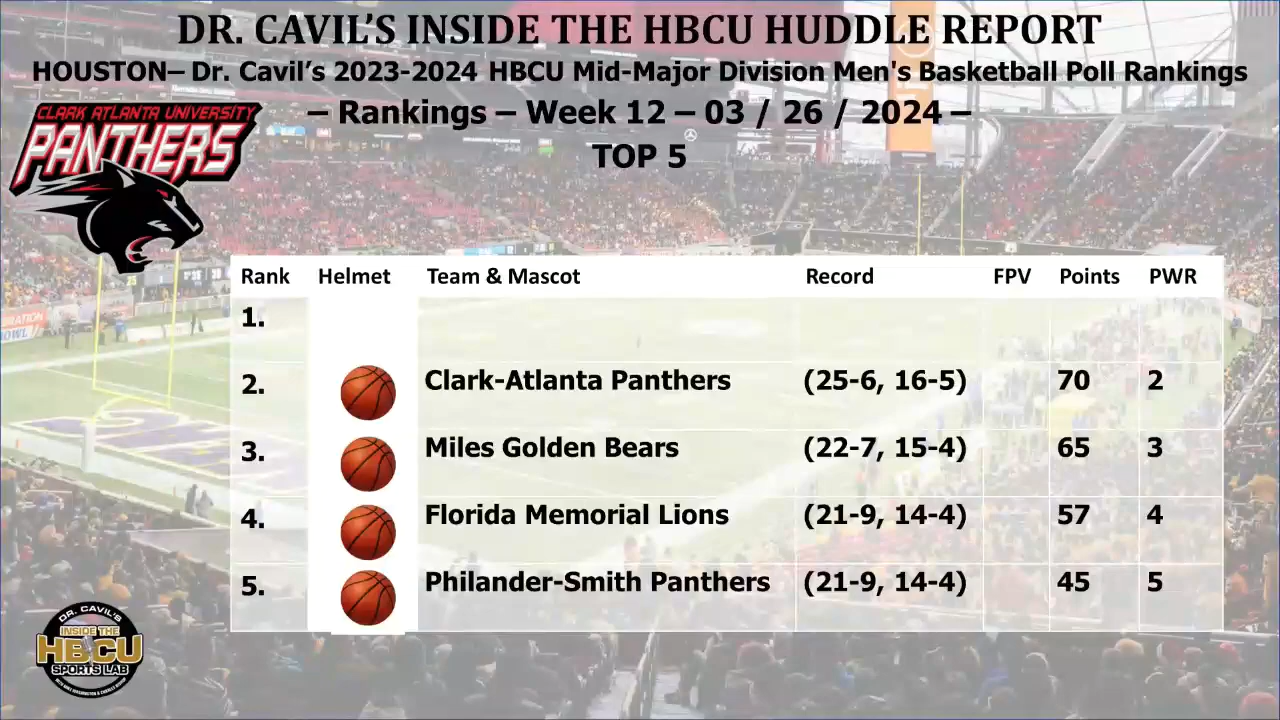 DR. CAVIL'S INSIDE THE HBCU HUDDLE REPORT
HOUSTON– Dr. Cavil's 2023-2024 HBCU Mid-Major Division Men's Basketball Poll Rankings
– Rankings – Week 12 – 03 / 26 / 2024 –
TOP 5
CLARK ATLANTA UNIVERSITY
PANTHERS
Rank Helmet Team & Mascot Record FPV Points PWR
1.
2. Clark-Atlanta Panthers (25-6, 16-5) 70 2
3. Miles Golden Bears (22-7, 15-4) 65 3
4. Florida Memorial Lions (21-9, 14-4) 57 4
5. Philander-Smith Panthers (21-9, 14-4) 45 5
DR. CAVIL'S
INSIDE THE
HBCU
SPORTS LAB